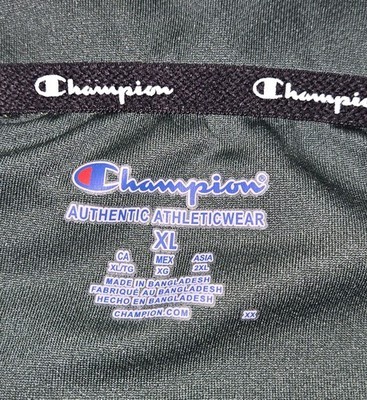 Champion Champion
Champion
AUTHENTIC ATHLETICWEAR
XL
CA MEX ASIA
XL/TG XG 2XL
MADE IN BANGLADESH
FABRIQUÉ AU BANGLADESH
HECHO EN BANGLADESH
CHAMPION.COM XX